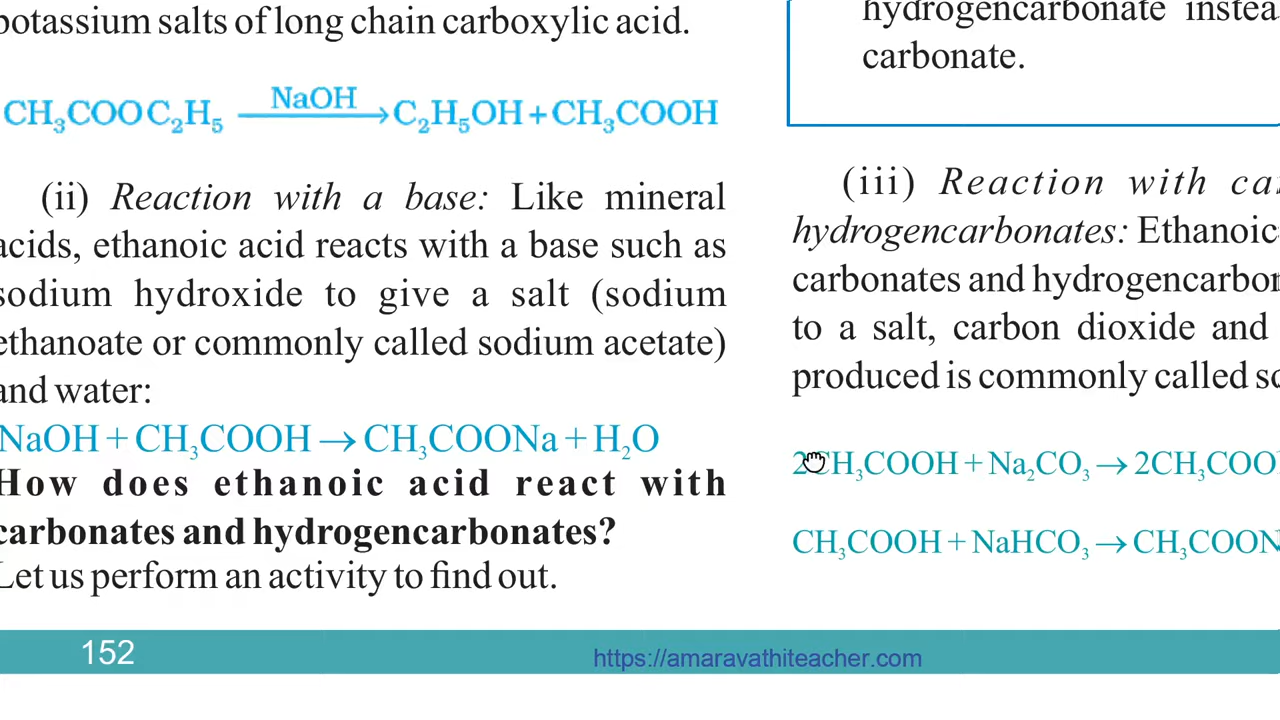 potassium salts of long chain carboxylic acid.
CH₃COOC₂H₅ —NaOH→ C₂H₅OH + CH₃COOH
(ii) Reaction with a base: Like mineral
acids, ethanoic acid reacts with a base such as
sodium hydroxide to give a salt (sodium
ethanoate or commonly called sodium acetate)
and water:
NaOH + CH₃COOH → CH₃COONa + H₂O
How does ethanoic acid react with
carbonates and hydrogencarbonates?
Let us perform an activity to find out.
hydrogencarbonate
carbonate.
(iii) Reaction with
hydrogencarbonates: Ethanoic
carbonates and
to a salt, carbon dioxide and
produced is commonly called
2CH₃COOH + Na₂CO₃ → 2CH₃COO
CH₃COOH + NaHCO₃ → CH₃COON
152
https://amaravathiteacher.com